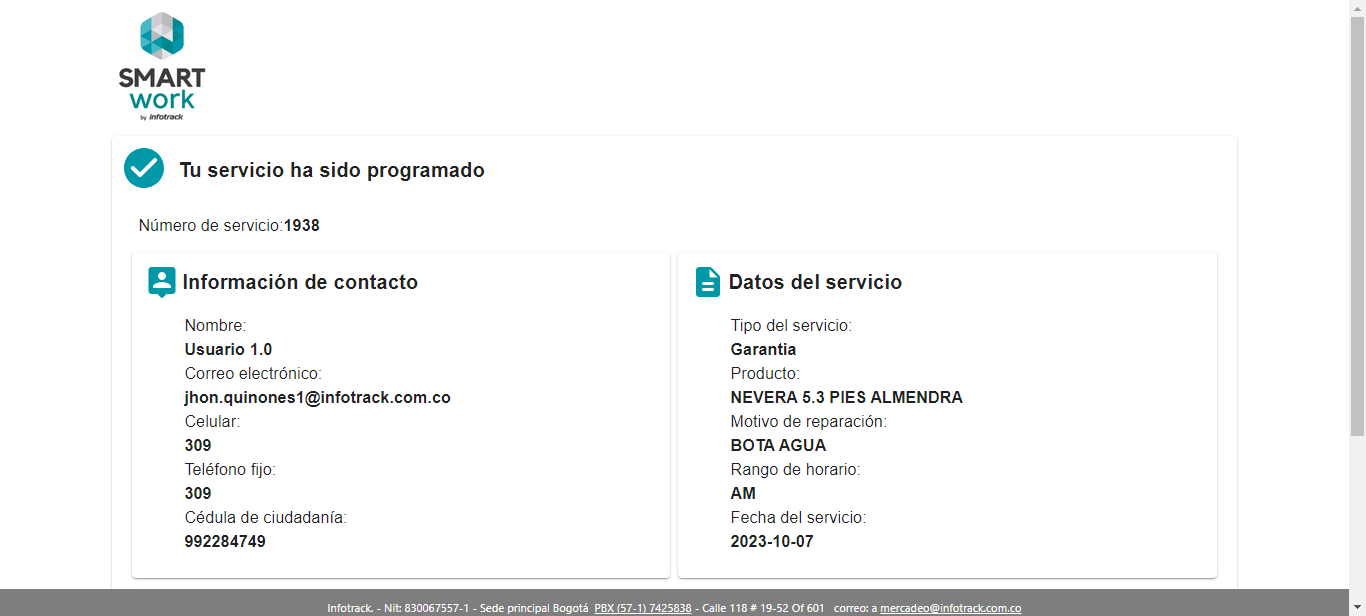 SMART
work
by infotrack
Tu servicio ha sido programado
Número de servicio:1938
Información de contacto
Nombre:
Usuario 1.0
Correo electrónico:
jhon.quinones1@infotrack.com.co
Celular:
309
Teléfono fijo:
309
Cédula de ciudadanía:
992284749
Datos del servicio
Tipo del servicio:
Garantia
Producto:
NEVERA 5.3 PIES ALMENDRA
Motivo de reparación:
BOTA AGUA
Rango de horario:
AM
Fecha del servicio:
2023-10-07
Infotrack. - Nit: 830067557-1 - Sede principal Bogotá PBX (57-1) 7425838 - Calle 118 # 19-52 Of 601 correo: a mercadeo@infotrack.com.co